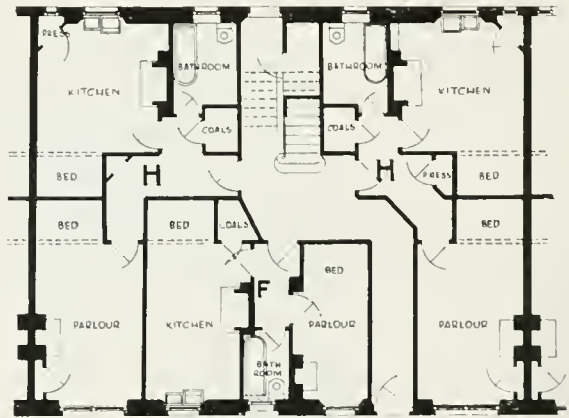 PRESS
BATHROOM
BATHROOM
KITCHEN
KITCHEN
COALS
COALS
H
H
PRESS
BED
BED
BED
BED
COALS
BED
BED
F
PARLOUR
KITCHEN
PARLOUR
PARLOUR
BATH
ROOM